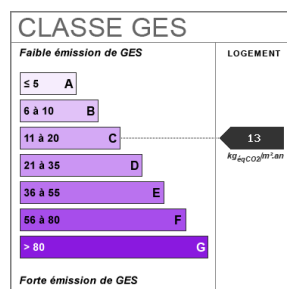 CLASSE GES
Faible émission de GES
LOGEMENT
≤ 5 A
6 à 10 B
11 à 20 C
13
kgéqCO2/m².an
21 à 35 D
36 à 55 E
56 à 80 F
> 80 G
Forte émission de GES